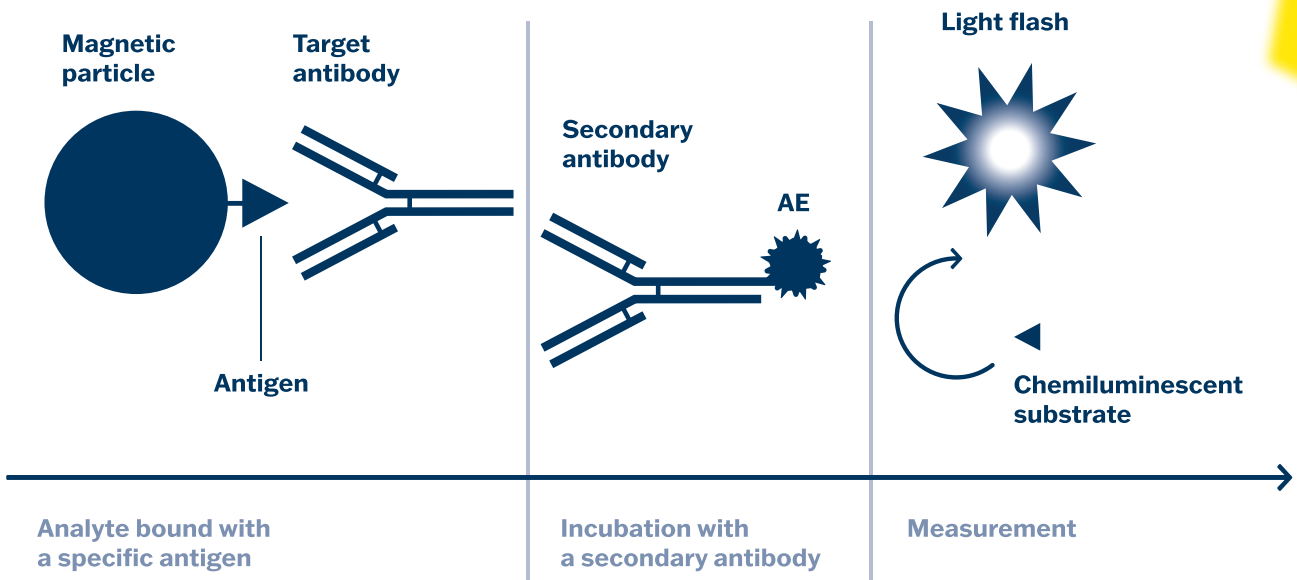 Magnetic
particle
Target
antibody
Antigen
Secondary
antibody
AE
Light flash
Chemiluminescent
substrate
Analyte bound with
a specific antigen
Incubation with
a secondary antibody
Measurement